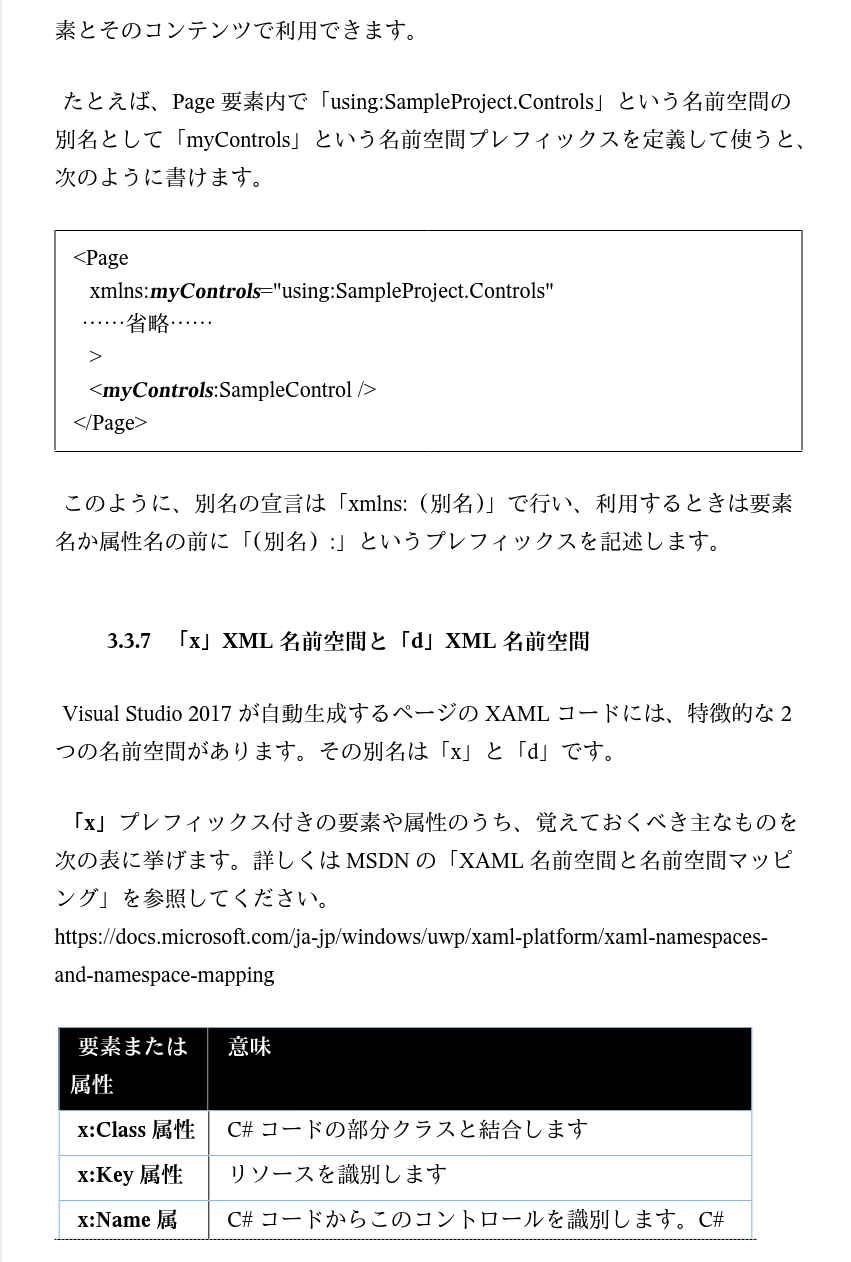 素とそのコンテンツで利用できます。
たとえば、Page 要素内で「using:SampleProject.Controls」という名前空間の
別名として「myControls」という名前空間プレフィックスを定義して使うと、
次のように書けます。
<Page
xmlns:myControls="using:SampleProject.Controls"
……省略……
>
<myControls:SampleControl />
</Page>
このように、別名の宣言は「xmlns:（別名）」で行い、利用するときは要素
名か属性名の前に「（別名）:」というプレフィックスを記述します。
3.3.7 「x」XML 名前空間と「d」XML 名前空間
Visual Studio 2017 が自動生成するページの XAML コードには、特徴的な 2
つの名前空間があります。その別名は「x」と「d」です。
「x」プレフィックス付きの要素や属性のうち、覚えておくべき主なものを
次の表に挙げます。詳しくは MSDN の「XAML 名前空間と名前空間マッピ
ング」を参照してください。
https://docs.microsoft.com/ja-jp/windows/uwp/xaml-platform/xaml-namespaces-
and-namespace-mapping
要素または 意味
属性
x:Class 属性 C# コードの部分クラスと結合します
x:Key 属性 リソースを識別します
x:Name 属 C# コードからこのコントロールを識別します。C#